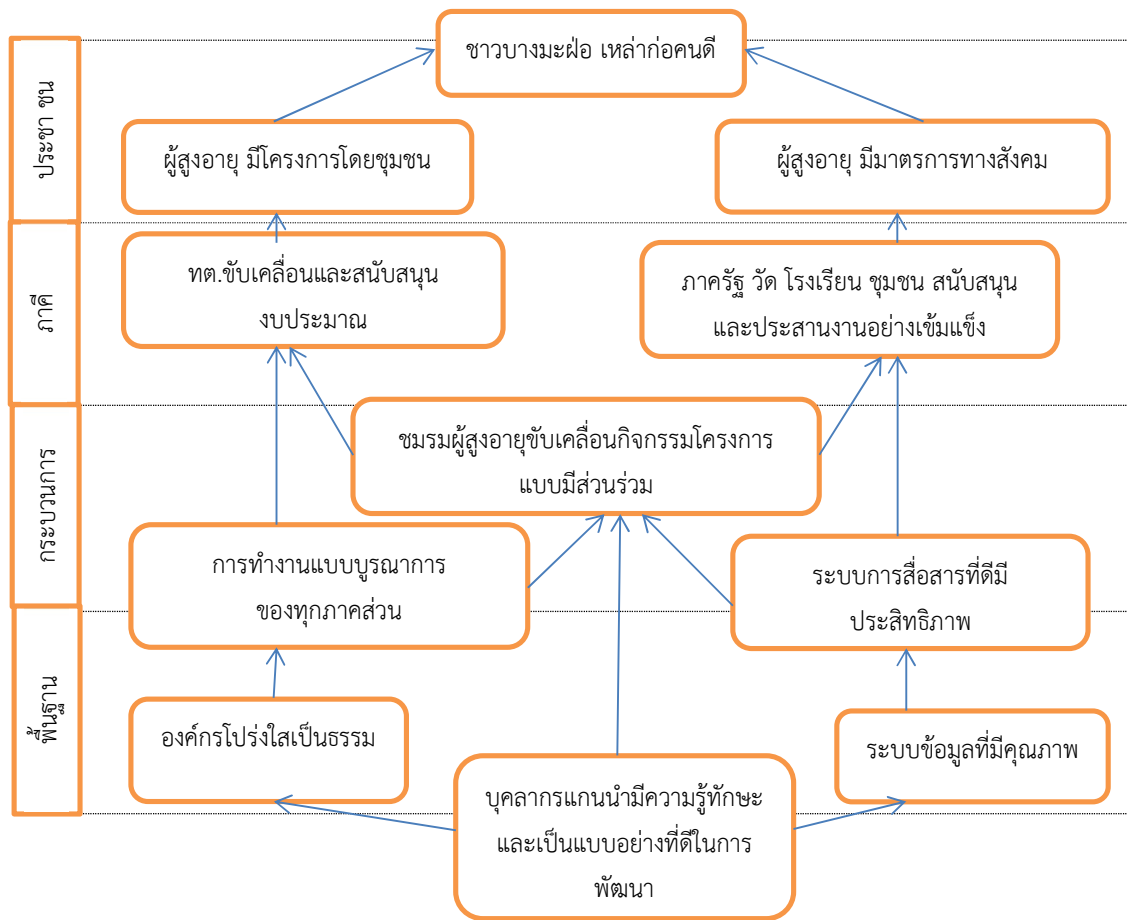 ชาวบางมะฝ่อ เหล่าก่อคนดี
ประชา ชน
ผู้สูงอายุ มีโครงการโดยชุมชน
ผู้สูงอายุ มีมาตรการทางสังคม
ภาคี
ทต.ขับเคลื่อนและสนับสนุน
งบประมาณ
ภาครัฐ วัด โรงเรียน ชุมชน สนับสนุน
และประสานงานอย่างเข้มแข็ง
กระบวนการ
ชมรมผู้สูงอายุขับเคลื่อนกิจกรรมโครงการ
แบบมีส่วนร่วม
การทำงานแบบบูรณาการ
ของทุกภาคส่วน
ระบบการสื่อสารที่ดีมี
ประสิทธิภาพ
พื้นฐาน
องค์กรโปร่งใสเป็นธรรม
ระบบข้อมูลที่มีคุณภาพ
บุคลากรแกนนำมีความรู้ทักษะ
และเป็นแบบอย่างที่ดีในการ
พัฒนา